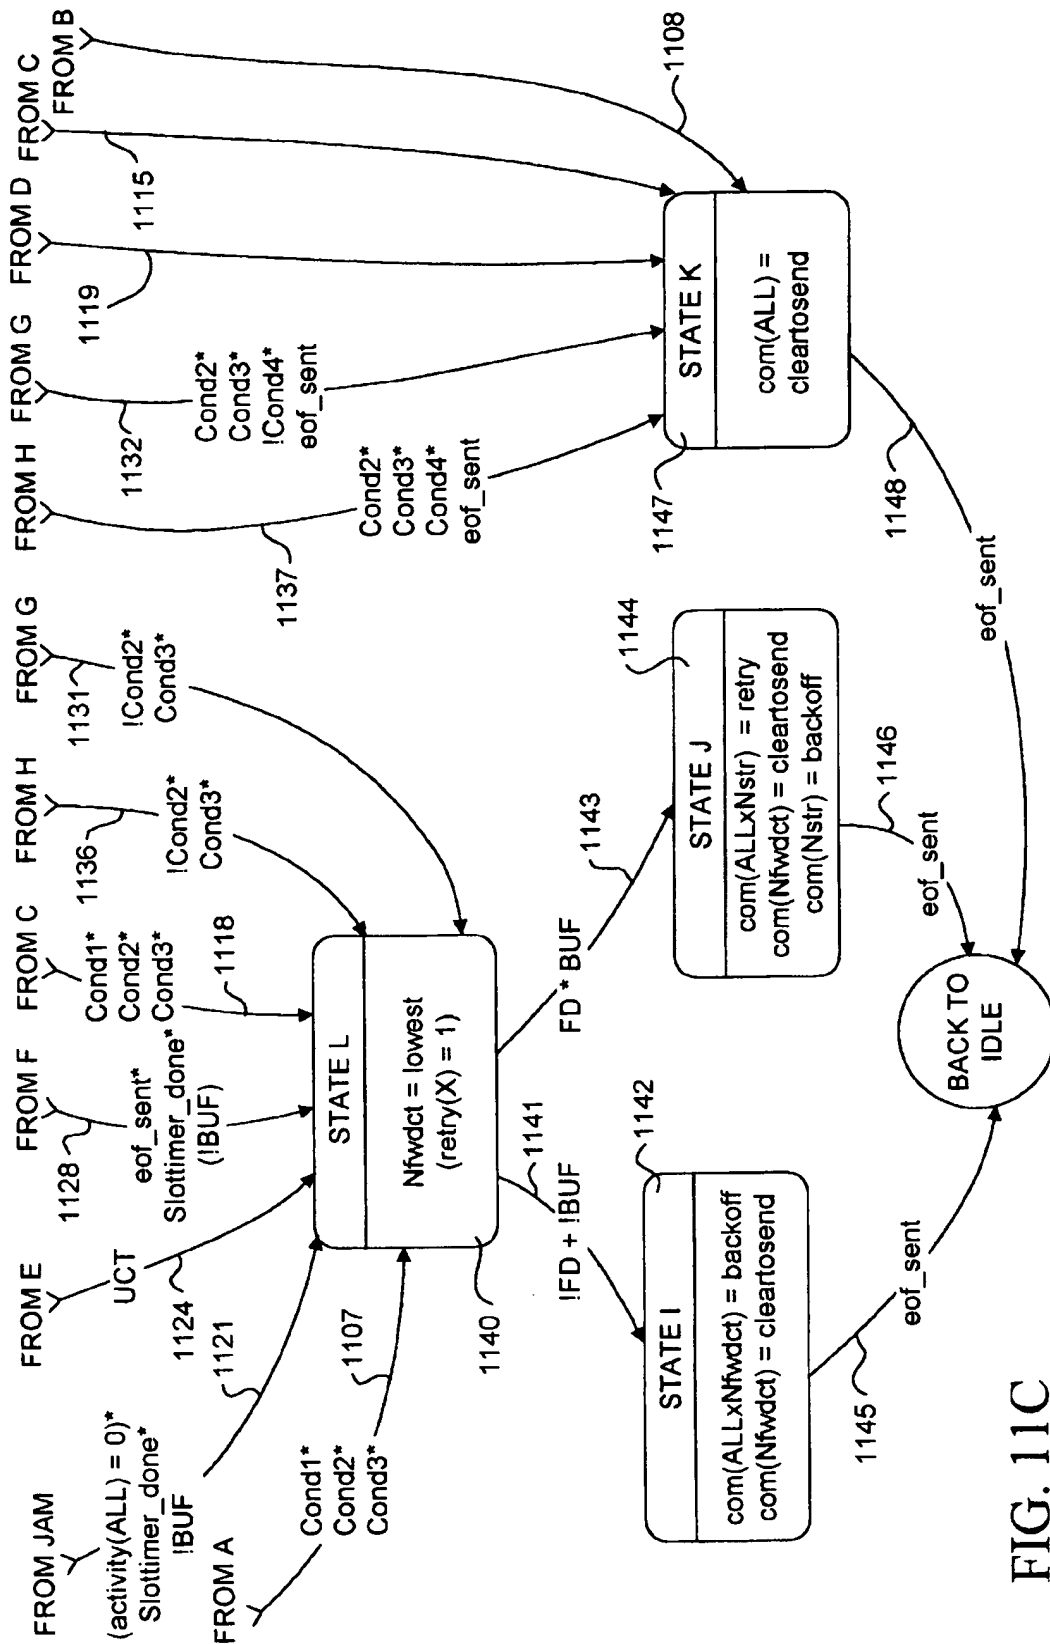 FROM JAM
(activity(ALL) = 0)*
Slottimer_done*
!BUF
1121
FROM A
Cond1*
Cond2*
Cond3*
1107
FROM E
UCT
1124
FROM F
1128
eof_sent*
Slottimer_done*
(!BUF)
FROM C
Cond1*
Cond2*
Cond3*
1118
FROM H
1136
!Cond2*
Cond3*
FROM G
1131
!Cond2*
Cond3*
FROM H
1137
Cond2*
Cond3*
Cond4*
eof_sent
FROM G
1132
Cond2*
Cond3*
!Cond4*
eof_sent
FROM D
1119
FROM C
1115
FROM B
1108
STATE L
Nfwdct = lowest
(retry(X) = 1)
1140
STATE K
com(ALL) =
cleartosend
1147
1148
eof_sent
!FD + !BUF
1141
FD * BUF
1143
STATE I
com(ALLxNfwdct) = backoff
com(Nfwdct) = cleartosend
1142
STATE J
com(ALLxNstr) = retry
com(Nfwdct) = cleartosend
com(Nstr) = backoff
1144
1145
eof_sent
1146
eof_sent
BACK TO
IDLE
FIG. 11C